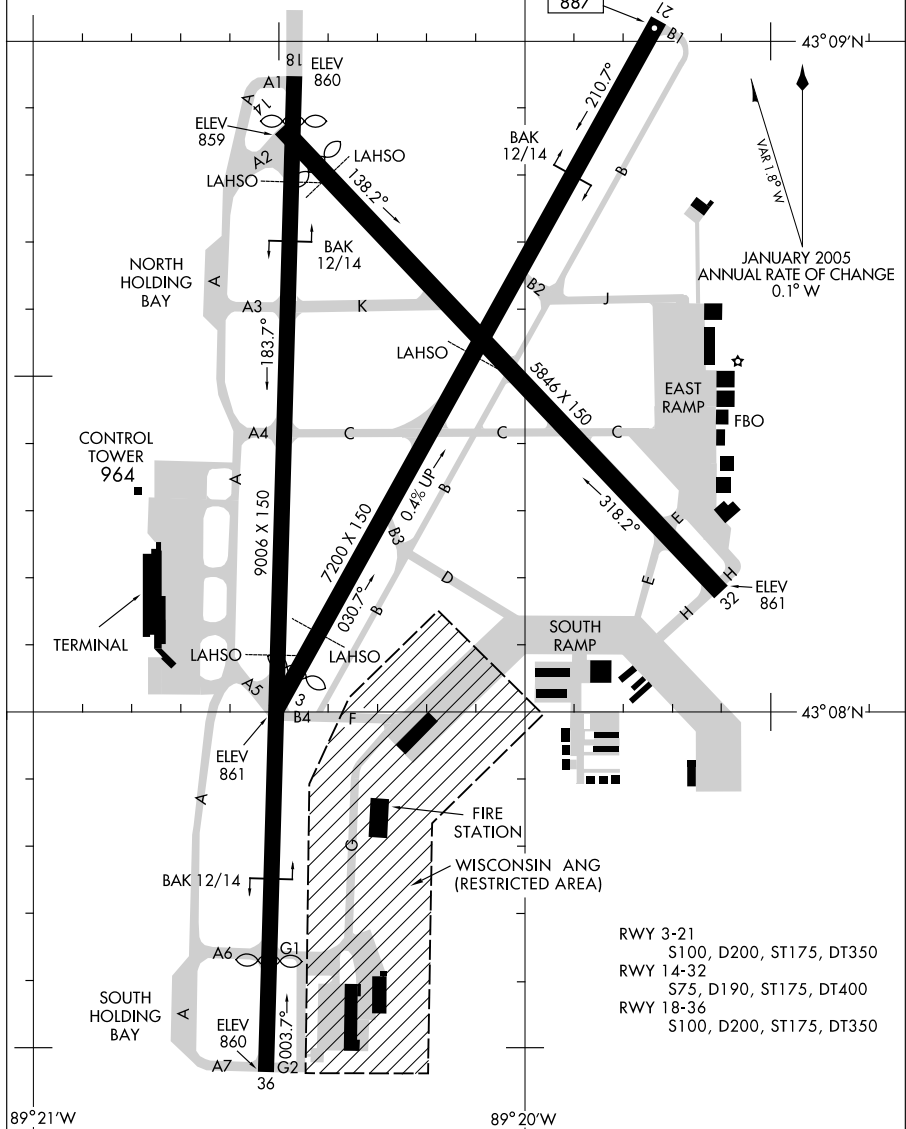 887
21
B1
43°09'N
18
ELEV
860
A1
A
14
ELEV
859
A2
LAHSO
LAHSO
138.2°
210.7°
BAK
12/14
B
VAR 1.8° W
JANUARY 2005
ANNUAL RATE OF CHANGE
0.1° W
NORTH
HOLDING
BAY
A
BAK
12/14
A3
K
B2
J
183.7°
LAHSO
5846 X 150
EAST
RAMP
FBO
A4
C
C
C
CONTROL
TOWER
964
A
9006 X 150
7200 X 150
0.4% UP
B
318.2°
E
B3
D
E
H
ELEV
861
32
H
030.7°
B
TERMINAL
LAHSO
LAHSO
SOUTH
RAMP
A5
3
B4
F
43°08'N
ELEV
861
A
FIRE
STATION
G
BAK 12/14
WISCONSIN ANG
(RESTRICTED AREA)
A6
G1
SOUTH
HOLDING
BAY
A
ELEV
860
003.7°
A7
G2
36
RWY 3-21
S100, D200, ST175, DT350
RWY 14-32
S75, D190, ST175, DT400
RWY 18-36
S100, D200, ST175, DT350
89°21'W
89°20'W